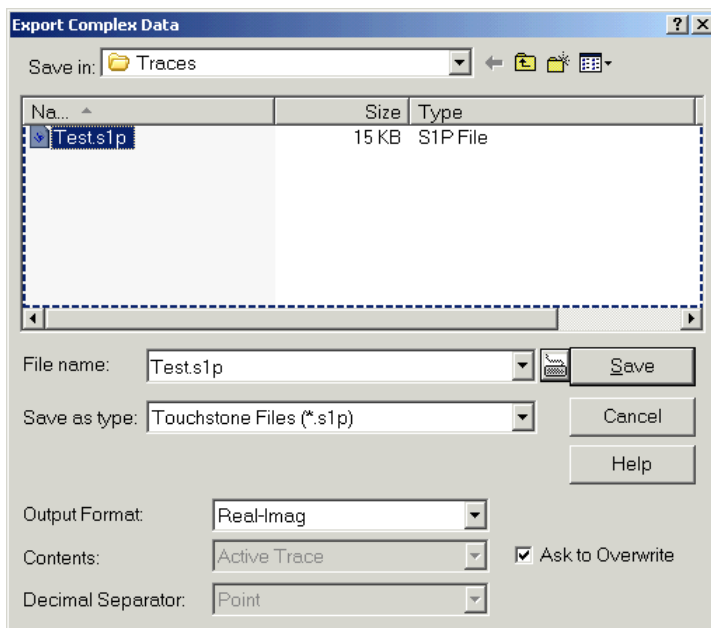 Export Complex Data
Save in: Traces
Na... Size Type
Test.s1p 15 KB S1P File
File name: Test.s1p Save
Save as type: Touchstone Files (*.s1p) Cancel
Help
Output Format: Real-Imag
Contents: Active Trace Ask to Overwrite
Decimal Separator: Point